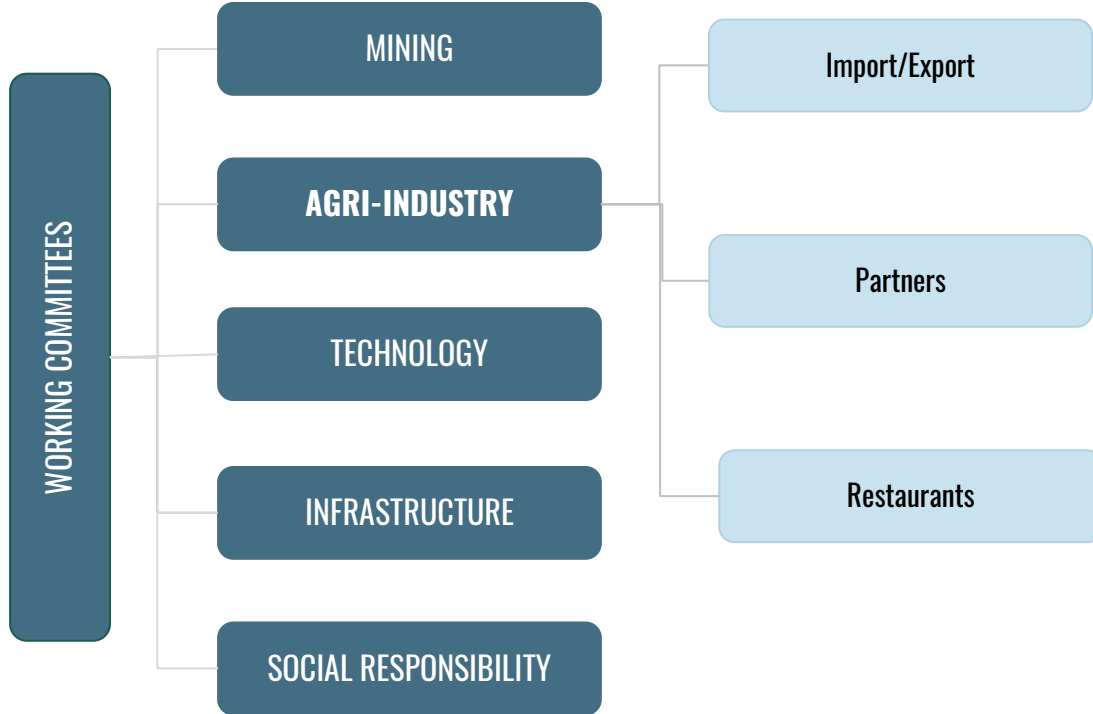 WORKING COMMITTEES
MINING
AGRI-INDUSTRY
TECHNOLOGY
INFRASTRUCTURE
SOCIAL RESPONSIBILITY
Import/Export
Partners
Restaurants